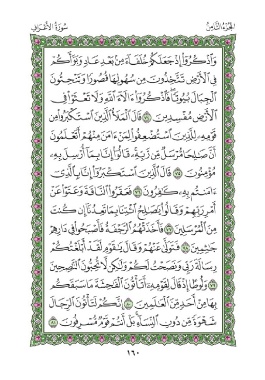 الجزء الثامن
سورة الأعراف
وَٱذْكُرُوٓا۟ إِذْ جَعَلَكُمْ خُلَفَآءَ مِنۢ بَعْدِ عَادٍ وَبَوَّأَكُمْ
فِى ٱلْأَرْضِ تَتَّخِذُونَ مِن سُهُولِهَا قُصُورًا وَتَنْحِتُونَ
ٱلْجِبَالَ بُيُوتًا فَٱذْكُرُوٓا۟ ءَالَآءَ ٱللَّهِ وَلَا تَعْثَوْا۟ فِى
ٱلْأَرْضِ مُفْسِدِينَ ٧٤ قَالَ ٱلْمَلَأُ ٱلَّذِينَ ٱسْتَكْبَرُوا۟ مِن
قَوْمِهِۦ لِلَّذِينَ ٱسْتُضْعِفُوا۟ لِمَنْ ءَامَنَ مِنْهُمْ أَتَعْلَمُونَ
أَنَّ صَٰلِحًا مُّرْسَلٌ مِّن رَّبِّهِۦ قَالُوٓا۟ إِنَّا بِمَآ أُرْسِلَ بِهِۦ
مُؤْمِنُونَ ٧٥ قَالَ ٱلَّذِينَ ٱسْتَكْبَرُوٓا۟ إِنَّا بِٱلَّذِىٓ
ءَامَنتُم بِهِۦ كَٰفِرُونَ ٧٦ فَعَقَرُوا۟ ٱلنَّاقَةَ وَعَتَوْا۟ عَنْ
أَمْرِ رَبِّهِمْ وَقَالُوا۟ يَٰصَٰلِحُ ٱئْتِنَا بِمَا تَعِدُنَآ إِن كُنتَ
مِنَ ٱلْمُرْسَلِينَ ٧٧ فَأَخَذَتْهُمُ ٱلرَّجْفَةُ فَأَصْبَحُوا۟ فِى دَارِهِمْ
جَٰثِمِينَ ٧٨ فَتَوَلَّىٰ عَنْهُمْ وَقَالَ يَٰقَوْمِ لَقَدْ أَبْلَغْتُكُمْ
رِسَالَةَ رَبِّى وَنَصَحْتُ لَكُمْ وَلَٰكِن لَّا تُحِبُّونَ ٱلنَّٰصِحِينَ
٧٩ وَلُوطًا إِذْ قَالَ لِقَوْمِهِۦٓ أَتَأْتُونَ ٱلْفَٰحِشَةَ مَا سَبَقَكُم
بِهَا مِنْ أَحَدٍ مِّنَ ٱلْعَٰلَمِينَ ٨٠ إِنَّكُمْ لَتَأْتُونَ ٱلرِّجَالَ
شَهْوَةً مِّن دُونِ ٱلنِّسَآءِ بَلْ أَنتُمْ قَوْمٌ مُّسْرِفُونَ ٨١
١٦٠